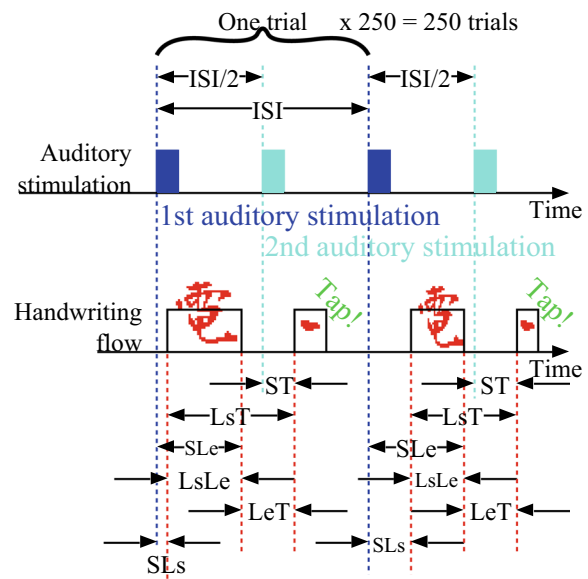 One trial x 250 = 250 trials
ISI/2 ISI/2
ISI
Auditory
stimulation
Time
1st auditory stimulation
2nd auditory stimulation
Tap! Tap!
Handwriting
flow
Time
ST ST
LsT LsT
SLe SLe
LsLe LsLe
LeT LeT
SLs
SLs